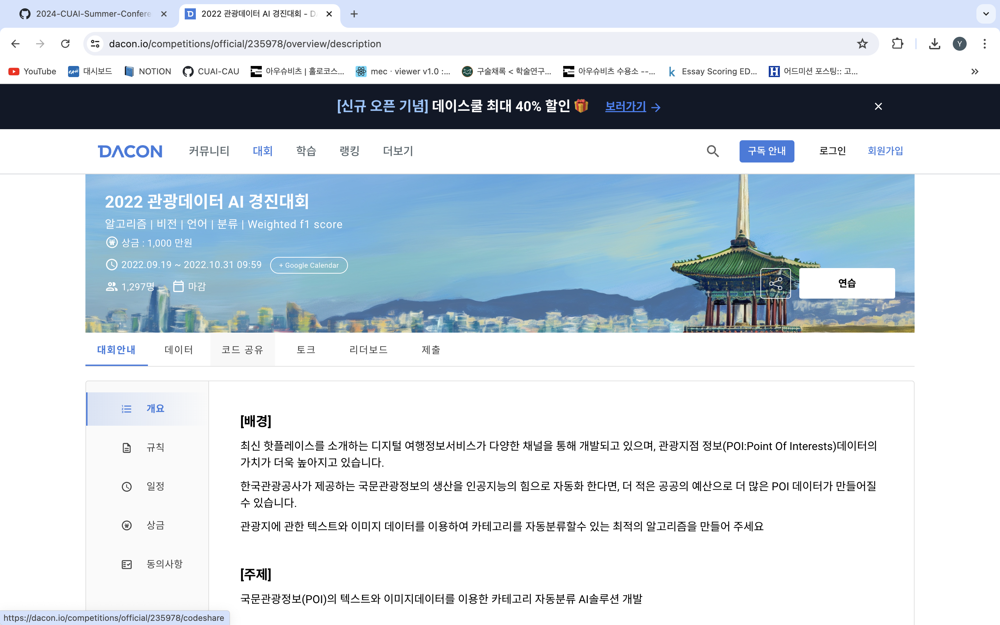 2024-CUAI-Summer-Confere
2022 관광데이터 AI 경진대회 - D
dacon.io/competitions/official/235978/overview/description
Y
YouTube
대시보드
NOTION
CUAI-CAU
아우슈비츠 | 홀로코스...
mec · viewer v1.0 :...
구술채록 < 학술연구...
아우슈비츠 수용소 --...
Essay Scoring ED...
어드미션 포스팅:: 고...
[신규 오픈 기념] 데이스쿨 최대 40% 할인 보러가기 →
DACON
커뮤니티
대회
학습
랭킹
더보기
구독 안내
로그인
회원가입
2022 관광데이터 AI 경진대회
알고리즘 | 비전 | 언어 | 분류 | Weighted f1 score
상금 : 1,000 만원
2022.09.19 ~ 2022.10.31 09:59
+ Google Calendar
1,297명
마감
연습
대회안내
데이터
코드 공유
토크
리더보드
제출
개요
규칙
일정
상금
동의사항
[배경]
최신 핫플레이스를 소개하는 디지털 여행정보서비스가 다양한 채널을 통해 개발되고 있으며, 관광지점 정보(POI:Point Of Interests)데이터의
가치가 더욱 높아지고 있습니다.
한국관광공사가 제공하는 국문관광정보의 생산을 인공지능의 힘으로 자동화 한다면, 더 적은 공공의 예산으로 더 많은 POI 데이터가 만들어질
수 있습니다.
관광지에 관한 텍스트와 이미지 데이터를 이용하여 카테고리를 자동분류할수 있는 최적의 알고리즘을 만들어 주세요
[주제]
국문관광정보(POI)의 텍스트와 이미지데이터를 이용한 카테고리 자동분류 AI솔루션 개발
https://dacon.io/competitions/official/235978/codeshare